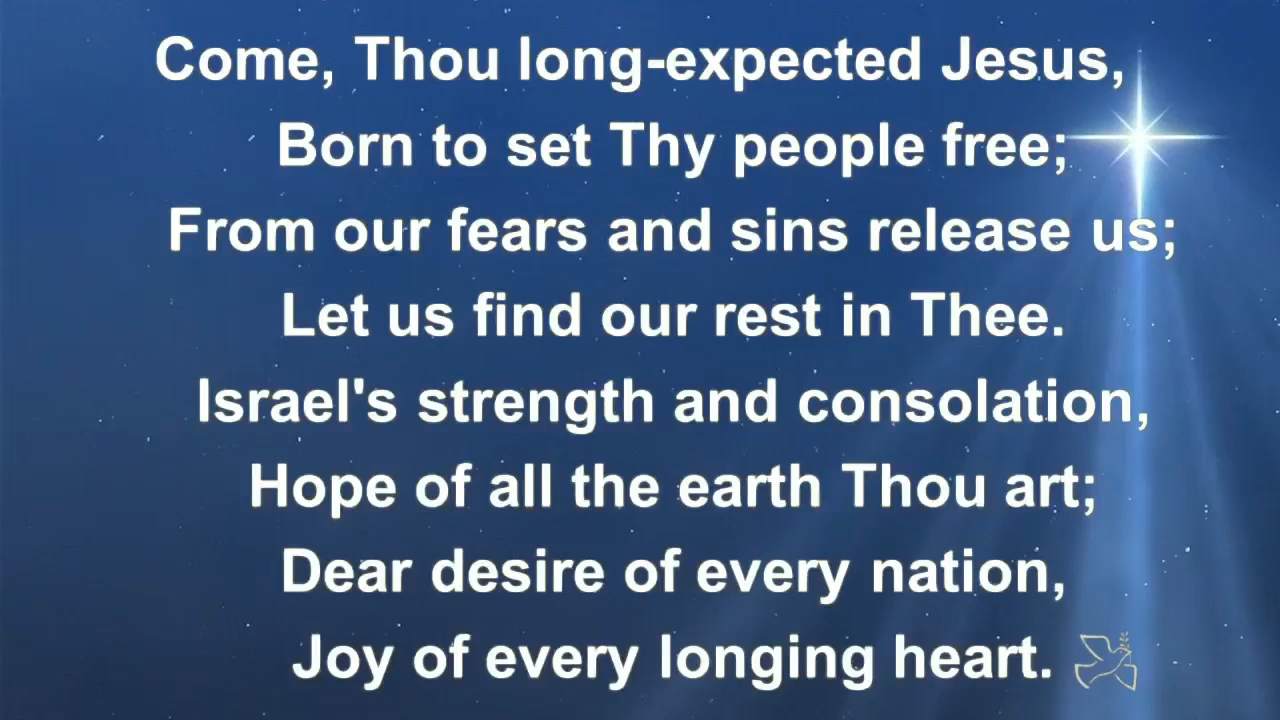 Come, Thou long-expected Jesus,
Born to set Thy people free;
From our fears and sins release us;
Let us find our rest in Thee.
Israel's strength and consolation,
Hope of all the earth Thou art;
Dear desire of every nation,
Joy of every longing heart.